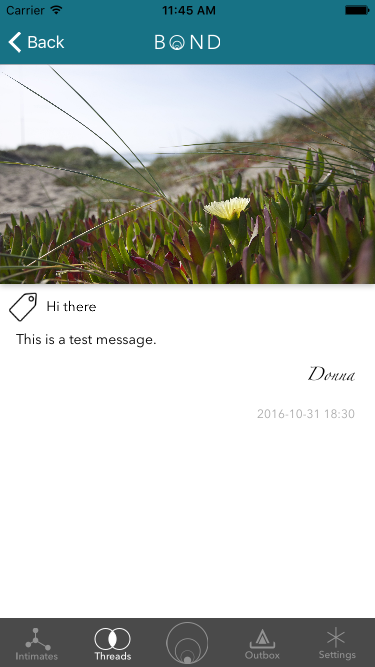 Carrier 11:45 AM
Back BOND
Hi there
This is a test message.
Donna
2016-10-31 18:30
Intimates Threads Outbox Settings